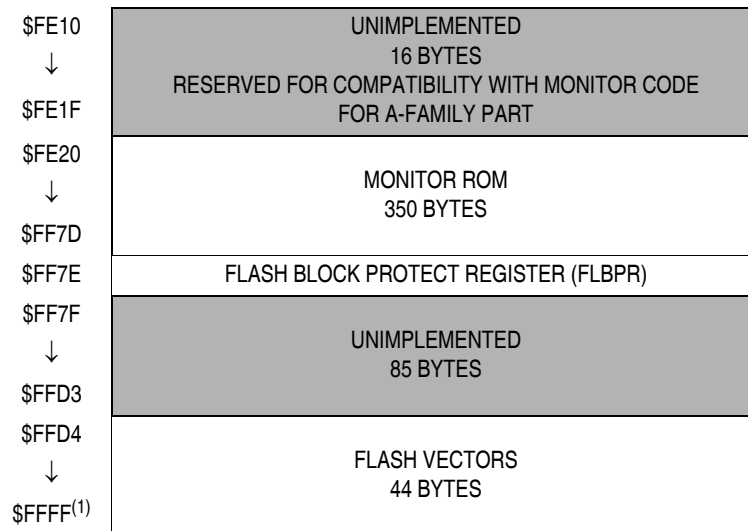 $FE10
↓
$FE1F
UNIMPLEMENTED
16 BYTES
RESERVED FOR COMPATIBILITY WITH MONITOR CODE
FOR A-FAMILY PART
$FE20
↓
$FF7D
MONITOR ROM
350 BYTES
$FF7E
FLASH BLOCK PROTECT REGISTER (FLBPR)
$FF7F
↓
$FFD3
UNIMPLEMENTED
85 BYTES
$FFD4
↓
$FFFF(1)
FLASH VECTORS
44 BYTES